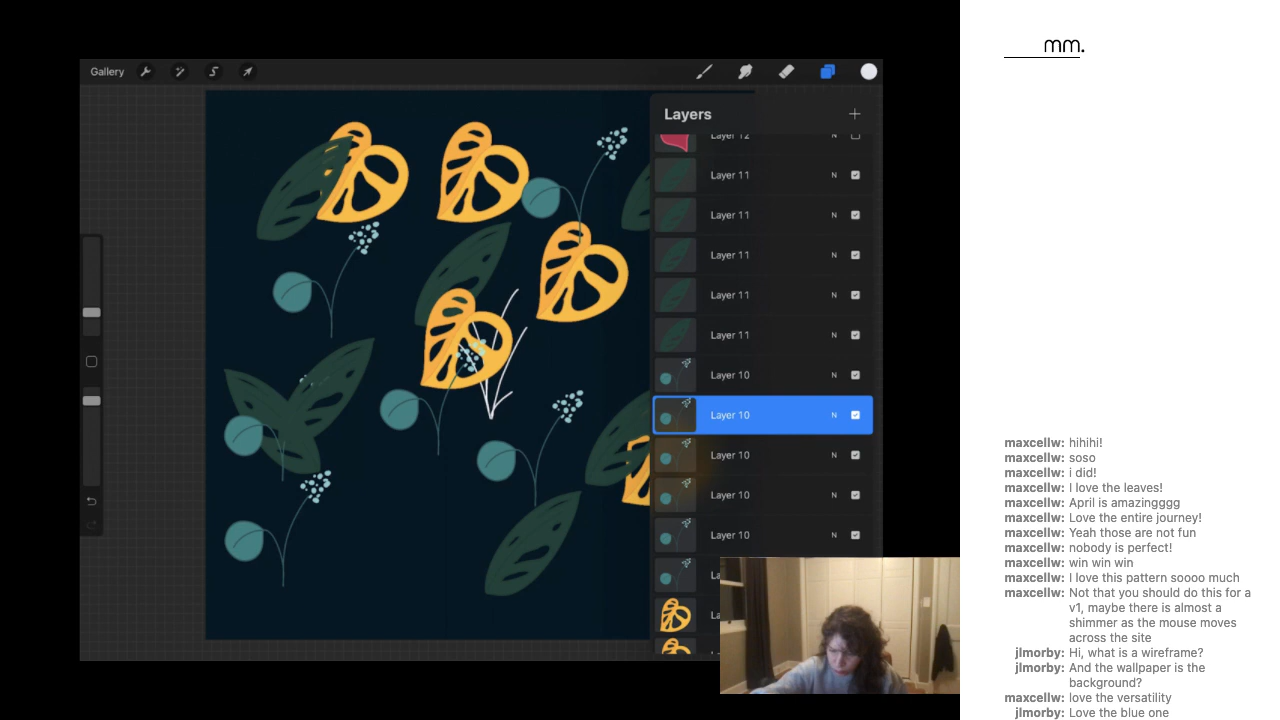 mm.
Gallery
Layers
Layer 12 N
Layer 11 N
Layer 11 N
Layer 11 N
Layer 11 N
Layer 11 N
Layer 10 N
Layer 10 N
Layer 10 N
Layer 10 N
Layer 10 N
maxcellw: hihihi!
maxcellw: soso
maxcellw: i did!
maxcellw: I love the leaves!
maxcellw: April is amazingggg
maxcellw: Love the entire journey!
maxcellw: Yeah those are not fun
maxcellw: nobody is perfect!
maxcellw: win win win
maxcellw: I love this pattern soooo much
maxcellw: Not that you should do this for a
v1, maybe there is almost a
shimmer as the mouse moves
across the site
jlmorby: Hi, what is a wireframe?
jlmorby: And the wallpaper is the
background?
maxcellw: love the versatility
jlmorby: Love the blue one